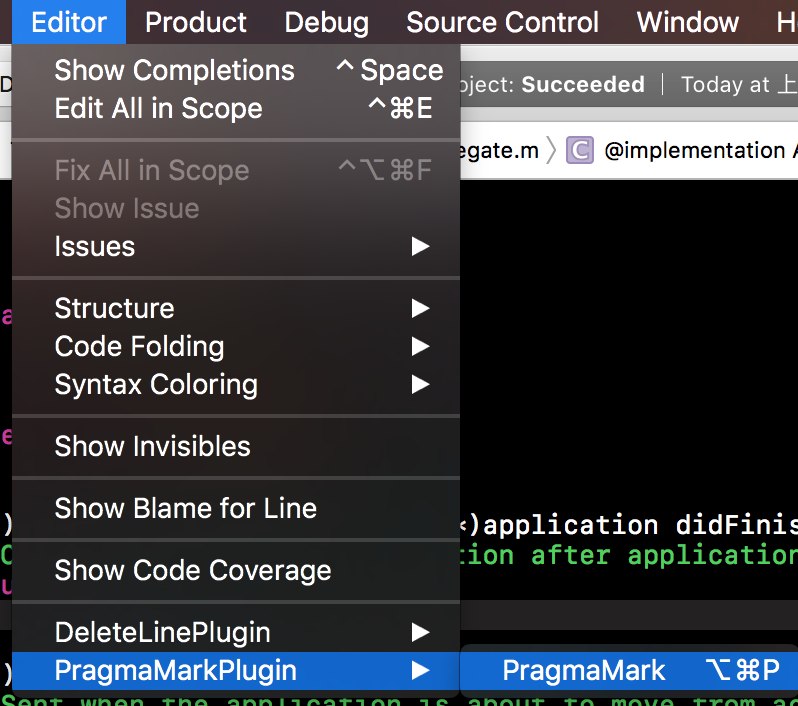 Editor Product Debug Source Control Window H
Show Completions ^ Space
oject: Succeeded | Today at 上
Edit All in Scope ^⌘E
egate.m 〉 C @implementation A
Fix All in Scope ^⌥⌘F
Show Issue
Issues ▶
Structure ▶
Code Folding ▶
Syntax Coloring ▶
Show Invisibles
Show Blame for Line
)application didFinis
tion after application
Show Code Coverage
DeleteLinePlugin ▶
PragmaMarkPlugin ▶ PragmaMark ⌥⌘P
Sent when the application is about to move from ac